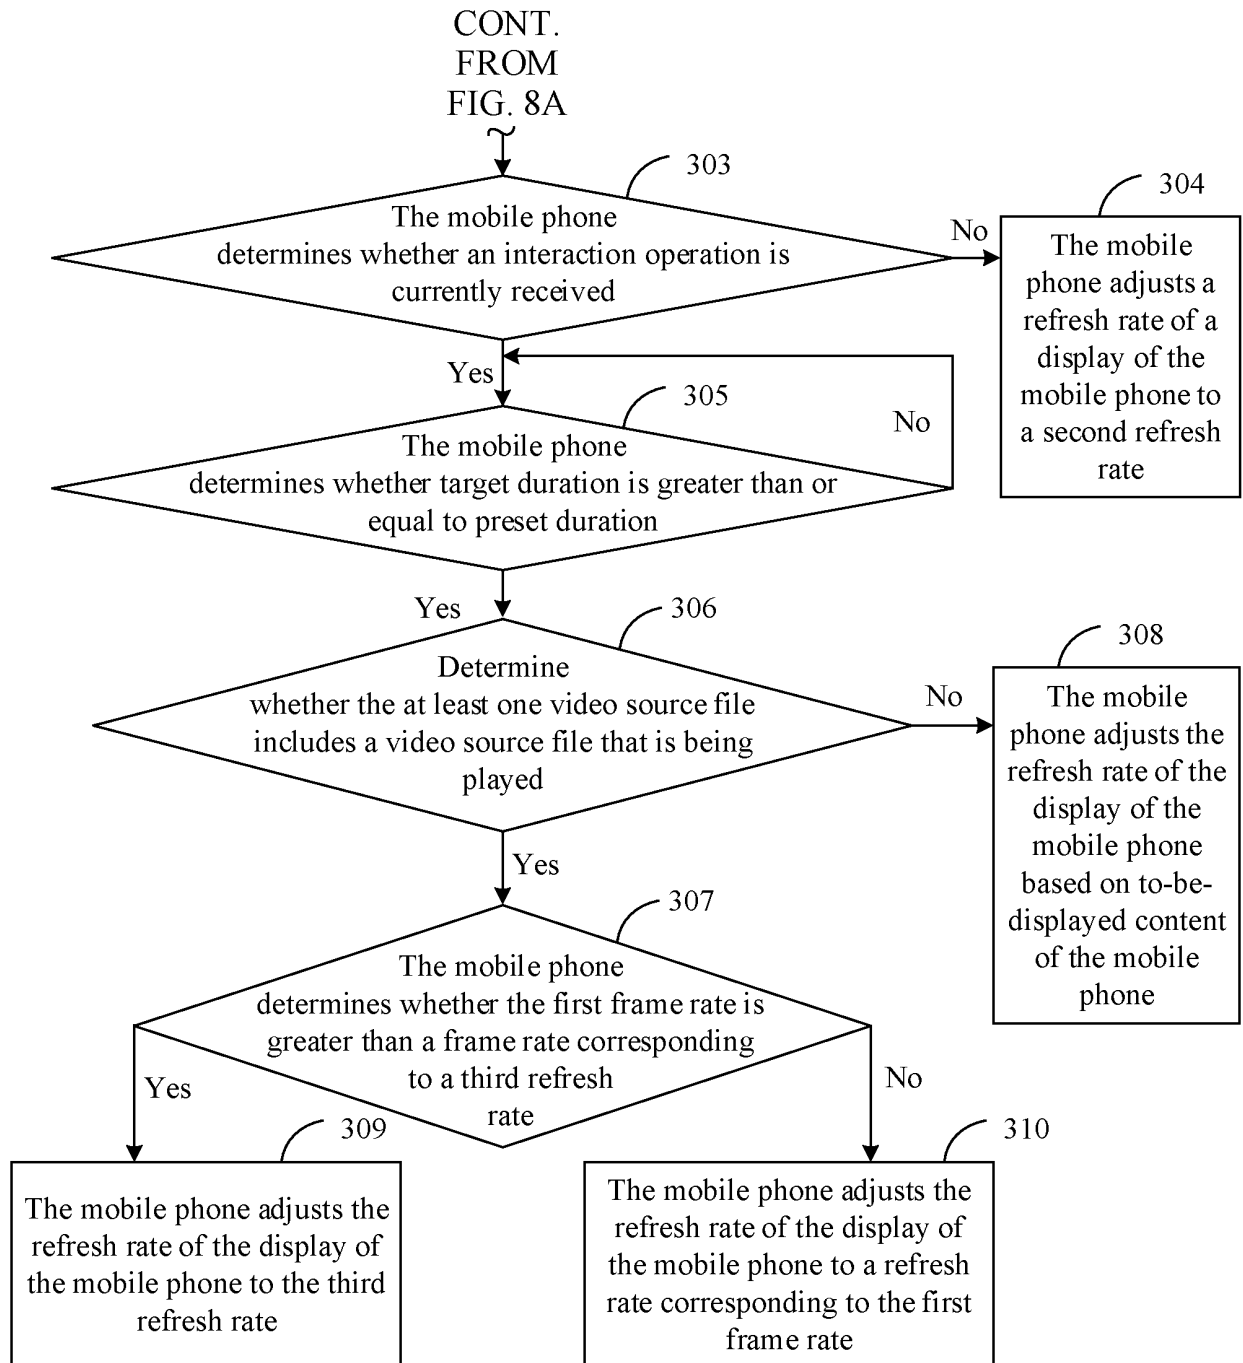 CONT.
FROM
FIG. 8A
303
The mobile phone
determines whether an interaction operation is
currently received
No
304
The mobile
phone adjusts a
refresh rate of a
display of the
mobile phone to
a second refresh
rate
Yes
305
The mobile phone
determines whether target duration is greater than or
equal to preset duration
No
Yes
306
Determine
whether the at least one video source file
includes a video source file that is being
played
No
308
The mobile
phone adjusts the
refresh rate of the
display of the
mobile phone
based on to-be-
displayed content
of the mobile
phone
Yes
307
The mobile phone
determines whether the first frame rate is
greater than a frame rate corresponding
to a third refresh
rate
Yes
No
309
The mobile phone adjusts the
refresh rate of the display of
the mobile phone to the third
refresh rate
310
The mobile phone adjusts the
refresh rate of the display of
the mobile phone to a refresh
rate corresponding to the first
frame rate